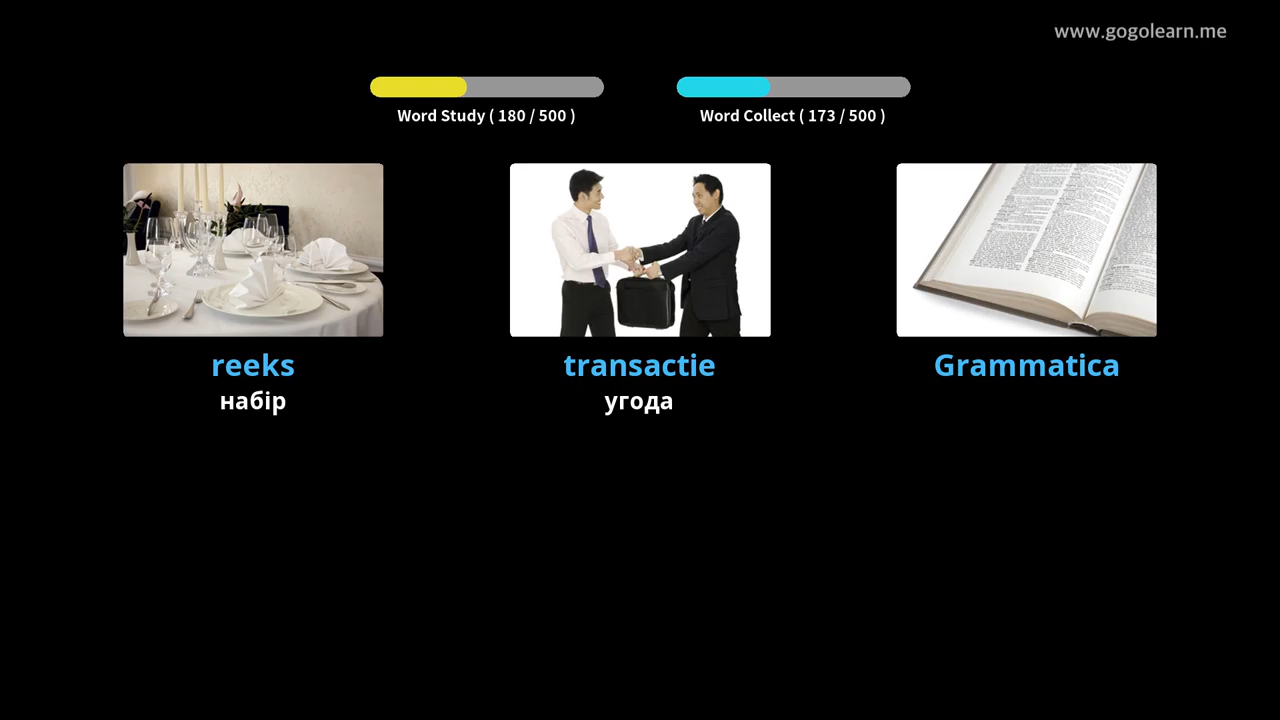 www.gogolearn.me
Word Study ( 180 / 500 )
Word Collect ( 173 / 500 )
reeks
transactie
Grammatica
набір
угода